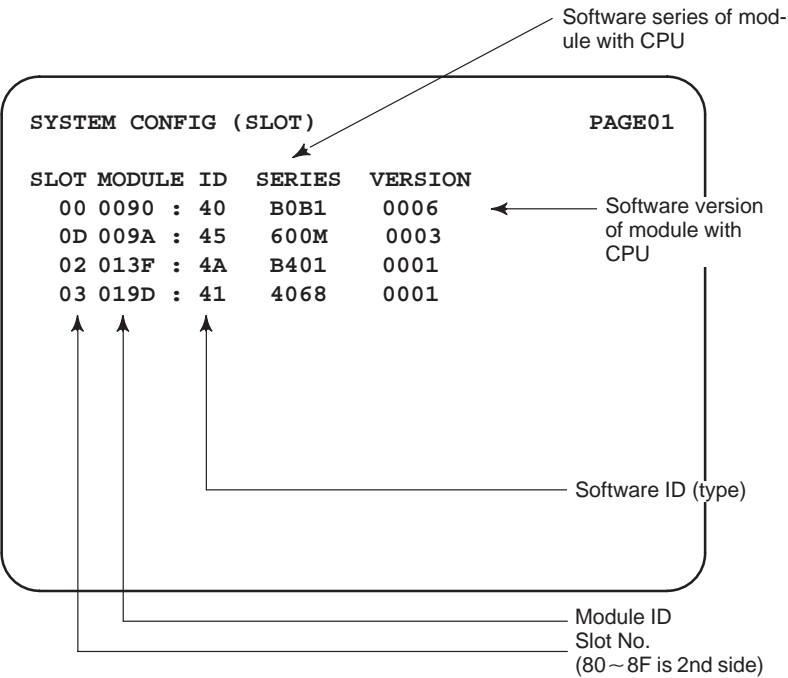 Software series of mod-
ule with CPU
SYSTEM CONFIG (SLOT) PAGE01
SLOT MODULE ID SERIES VERSION
00 0090 : 40 B0B1 0006
0D 009A : 45 600M 0003
02 013F : 4A B401 0001
03 019D : 41 4068 0001
Software version
of module with
CPU
Software ID (type)
Module ID
Slot No.
(80～8F is 2nd side)